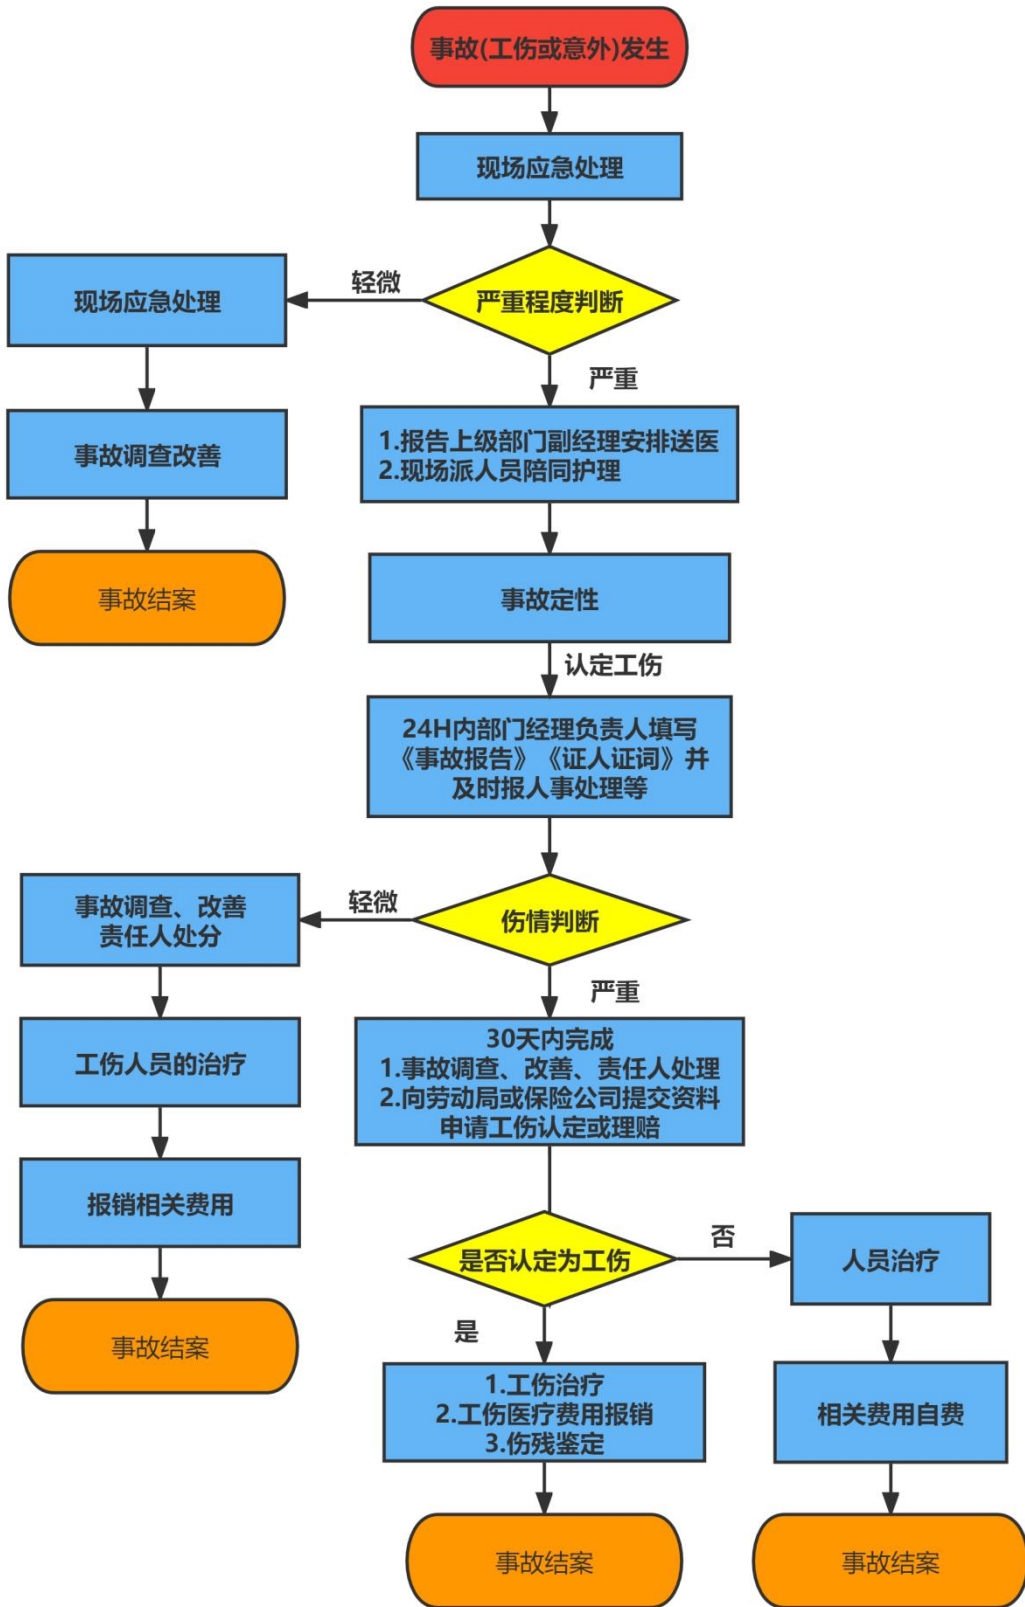 事故(工伤或意外)发生
现场应急处理
轻微
严重程度判断
现场应急处理
严重
1.报告上级部门副经理安排送医
2.现场派人员陪同护理
事故调查改善
事故定性
事故结案
认定工伤
24H内部门经理负责人填写
《事故报告》《证人证词》并
及时报人事处理等
轻微
伤情判断
事故调查、改善
责任人处分
严重
30天内完成
1.事故调查、改善、责任人处理
2.向劳动局或保险公司提交资料
申请工伤认定或理赔
工伤人员的治疗
报销相关费用
否
是否认定为工伤
人员治疗
是
事故结案
1.工伤治疗
2.工伤医疗费用报销
3.伤残鉴定
相关费用自费
事故结案
事故结案